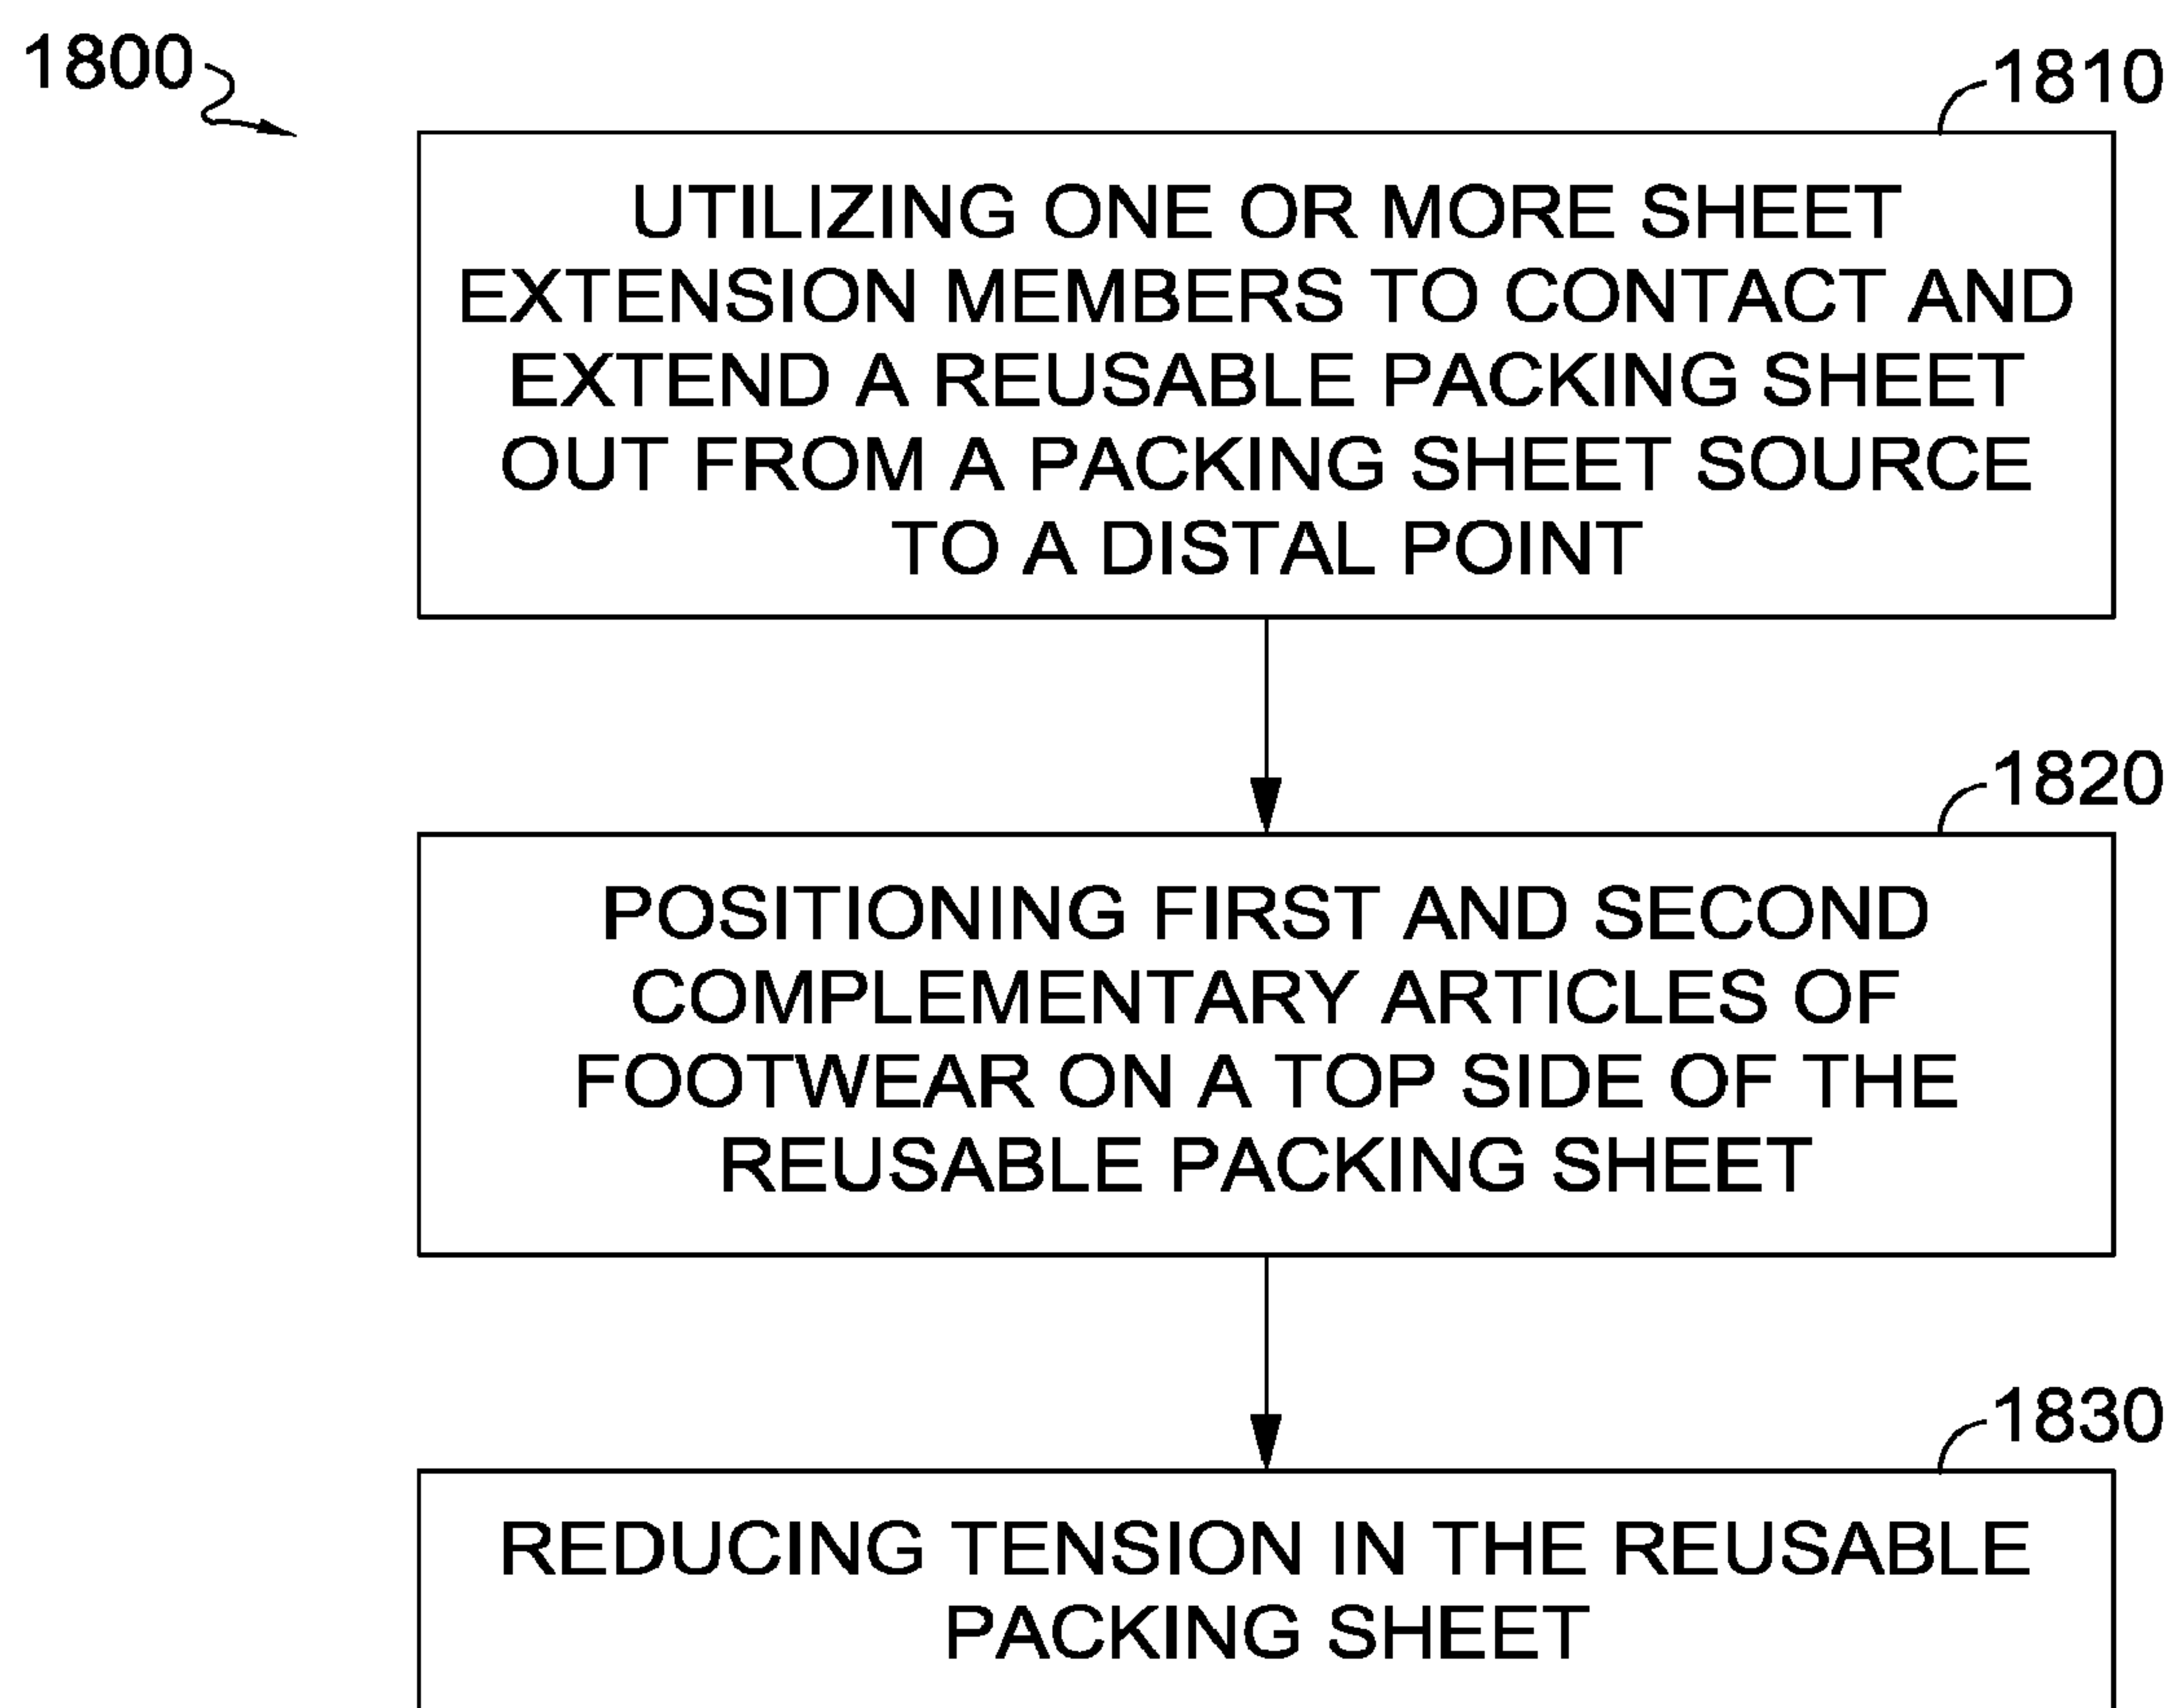 1800
1810
UTILIZING ONE OR MORE SHEET
EXTENSION MEMBERS TO CONTACT AND
EXTEND A REUSABLE PACKING SHEET
OUT FROM A PACKING SHEET SOURCE
TO A DISTAL POINT
1820
POSITIONING FIRST AND SECOND
COMPLEMENTARY ARTICLES OF
FOOTWEAR ON A TOP SIDE OF THE
REUSABLE PACKING SHEET
1830
REDUCING TENSION IN THE REUSABLE
PACKING SHEET